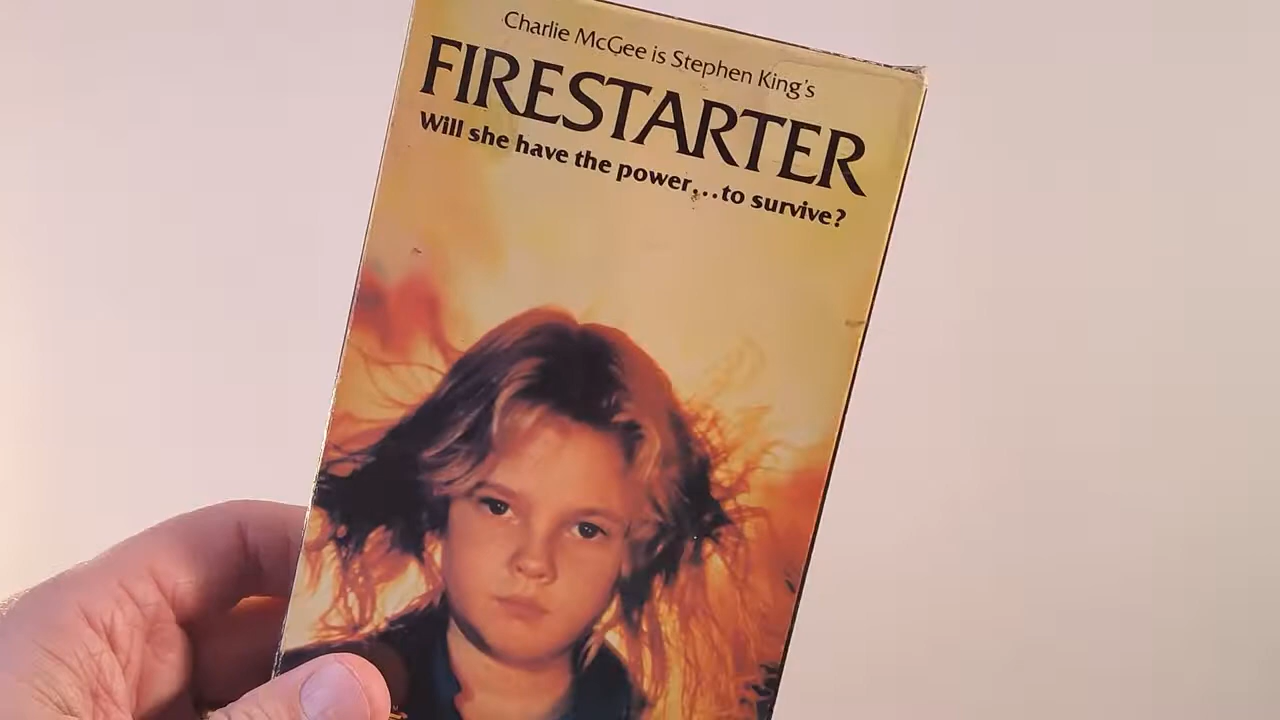 Charlie McGee is Stephen King's
FIRESTARTER
Will she have the power...to survive?